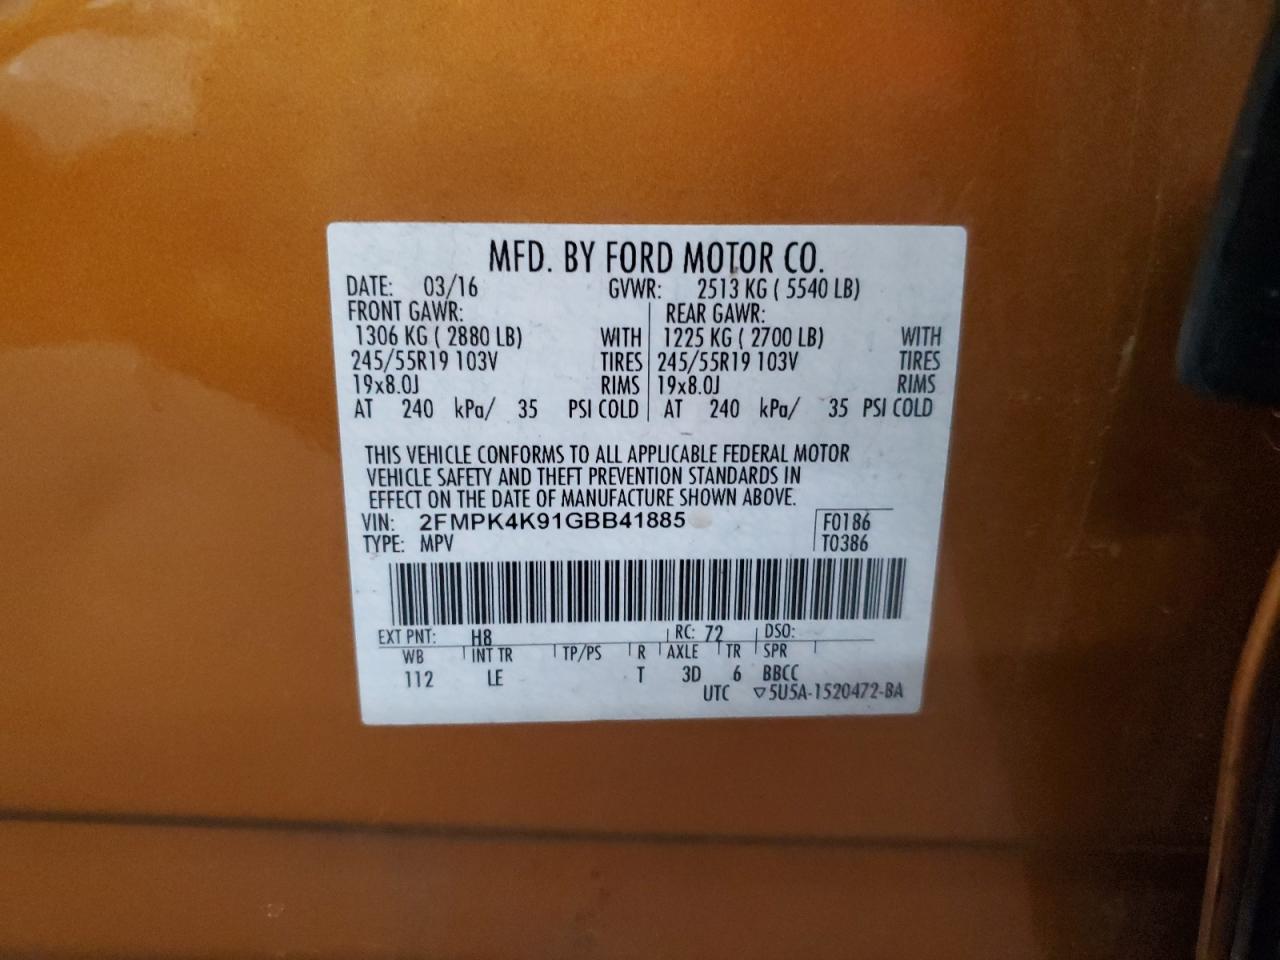 MFD. BY FORD MOTOR CO.
DATE: 03/16 GVWR: 2513 KG ( 5540 LB)
FRONT GAWR: REAR GAWR:
1306 KG ( 2880 LB) WITH 1225 KG ( 2700 LB) WITH
245/55R19 103V TIRES 245/55R19 103V TIRES
19x8.0J RIMS 19x8.0J RIMS
AT 240 kPa/ 35 PSI COLD AT 240 kPa/ 35 PSI COLD
THIS VEHICLE CONFORMS TO ALL APPLICABLE FEDERAL MOTOR
VEHICLE SAFETY AND THEFT PREVENTION STANDARDS IN
EFFECT ON THE DATE OF MANUFACTURE SHOWN ABOVE.
VIN: 2FMPK4K91GBB41885 F0186
TYPE: MPV T0386
EXT PNT: H8 RC: 72 DSO:
WB INT TR TP/PS R AXLE TR SPR
112 LE T 3D 6 BBCC
UTC ▽5U5A-1520472-BA